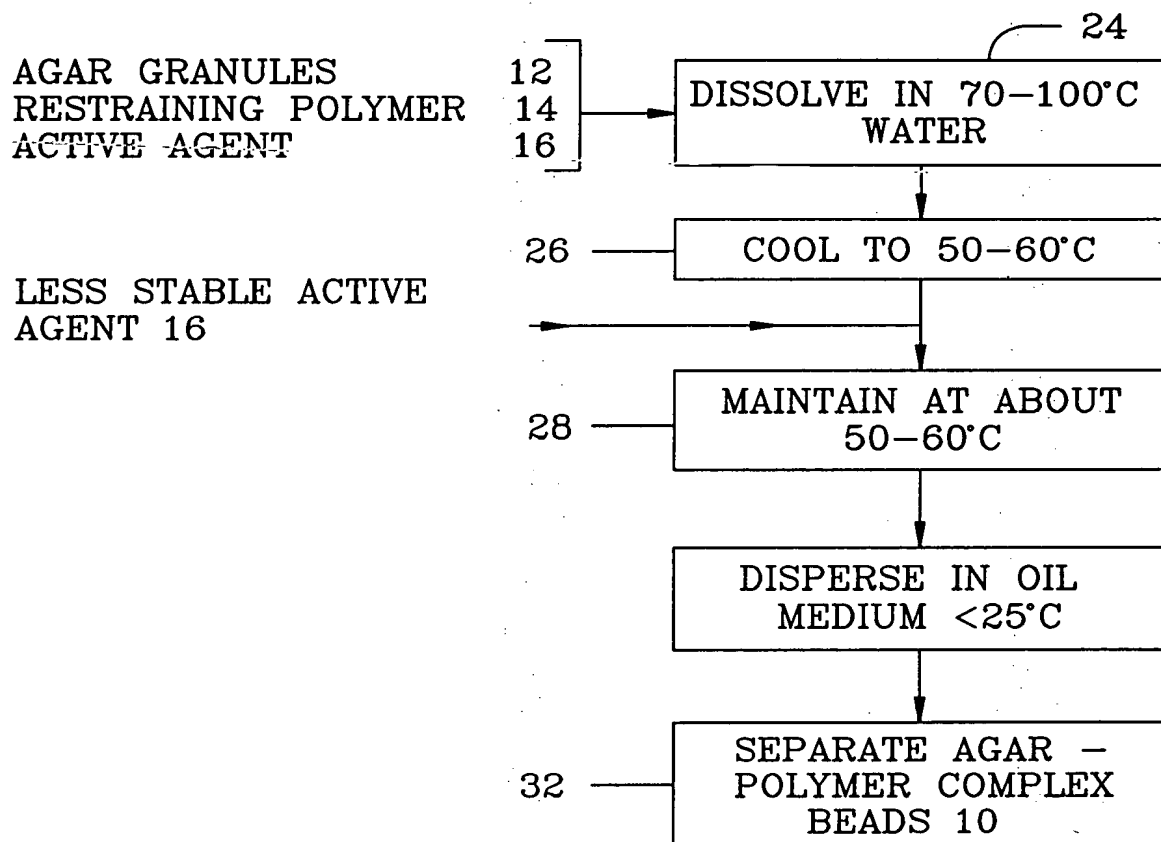 24
AGAR GRANULES 12
RESTRAINING POLYMER 14
ACTIVE AGENT 16
DISSOLVE IN 70-100°C
WATER
26
COOL TO 50-60°C
LESS STABLE ACTIVE
AGENT 16
28
MAINTAIN AT ABOUT
50-60°C
DISPERSE IN OIL
MEDIUM <25°C
32
SEPARATE AGAR -
POLYMER COMPLEX
BEADS 10